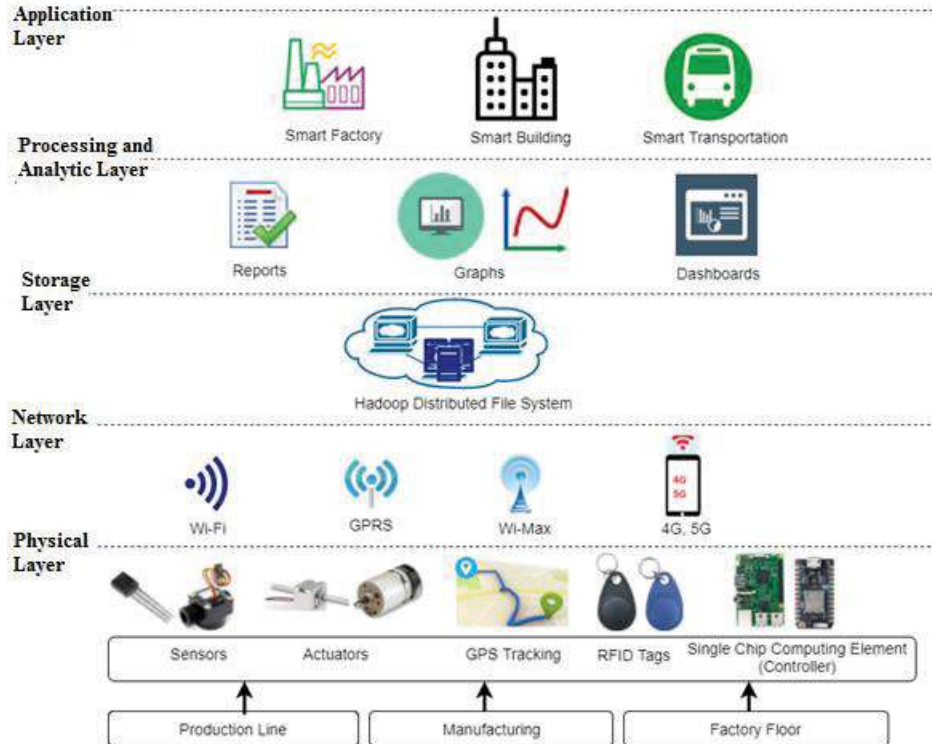 Application
Layer
Smart Factory
Smart Building
Smart Transportation
Processing and
Analytic Layer
Reports
Graphs
Dashboards
Storage
Layer
Hadoop Distributed File System
Network
Layer
4G
5G
Wi-Fi
GPRS
Wi-Max
4G, 5G
Physical
Layer
Sensors
Actuators
GPS Tracking
RFID Tags
Single Chip Computing Element
(Controller)
Production Line
Manufacturing
Factory Floor